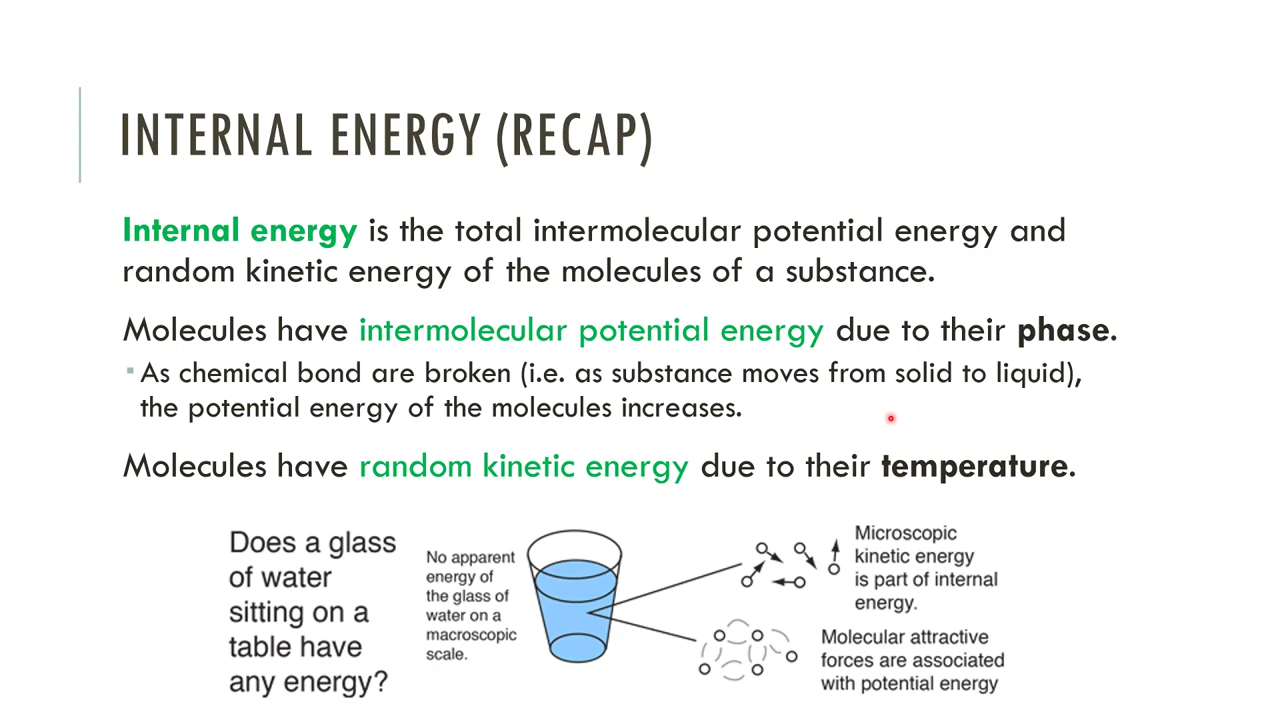 INTERNAL ENERGY (RECAP)
Internal energy is the total intermolecular potential energy and
random kinetic energy of the molecules of a substance.
Molecules have intermolecular potential energy due to their phase.
▪ As chemical bond are broken (i.e. as substance moves from solid to liquid),
the potential energy of the molecules increases.
Molecules have random kinetic energy due to their temperature.
Does a glass
of water
sitting on a
table have
any energy?
No apparent
energy of
the glass of
water on a
macroscopic
scale.
Microscopic
kinetic energy
is part of internal
energy.
Molecular attractive
forces are associated
with potential energy